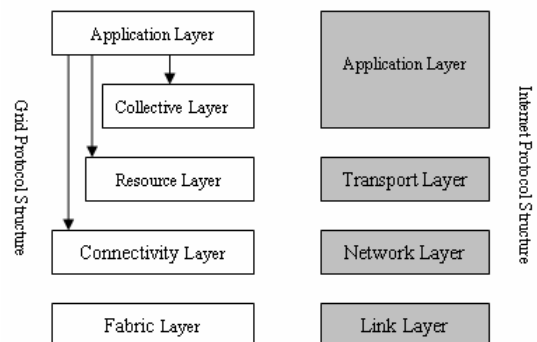 Application Layer
Collective Layer
Resource Layer
Connectivity Layer
Fabric Layer
Grid Protocol Structure
Application Layer
Transport Layer
Network Layer
Link Layer
Internet Protocol Structure